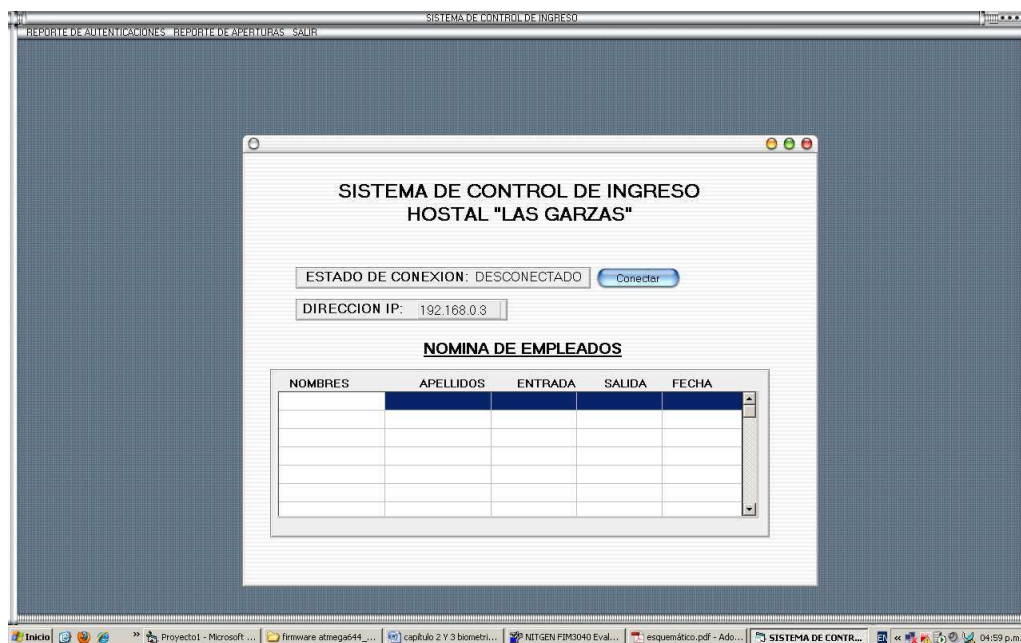 SISTEMA DE CONTROL DE INGRESO
REPORTE DE AUTENTICACIONES REPORTE DE APERTURAS SALIR
SISTEMA DE CONTROL DE INGRESO
HOSTAL "LAS GARZAS"
ESTADO DE CONEXION: DESCONECTADO Conectar
DIRECCION IP: 192.168.0.3
NOMINA DE EMPLEADOS
NOMBRES APELLIDOS ENTRADA SALIDA FECHA
Inicio » Proyecto1 - Microsoft ... firmware atmega644_... capítulo 2 Y 3 biometri... NITGEN FIM3040 Eval... esquemático.pdf - Ado... SISTEMA DE CONTR... EN « 04:59 p.m.